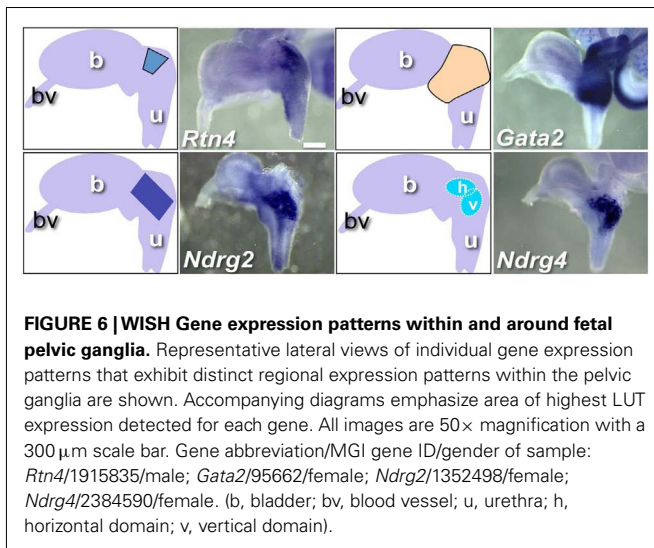 b
bv
u
Rtn4
b
bv
u
Gata2
b
bv
u
Ndrg2
b
h
v
bv
u
Ndrg4
FIGURE 6 | WISH Gene expression patterns within and around fetal
pelvic ganglia. Representative lateral views of individual gene expression
patterns that exhibit distinct regional expression patterns within the pelvic
ganglia are shown. Accompanying diagrams emphasize area of highest LUT
expression detected for each gene. All images are 50× magnification with a
300 μm scale bar. Gene abbreviation/MGI gene ID/gender of sample:
Rtn4/1915835/male; Gata2/95662/female; Ndrg2/1352498/female;
Ndrg4/2384590/female. (b, bladder; bv, blood vessel; u, urethra; h,
horizontal domain; v, vertical domain).